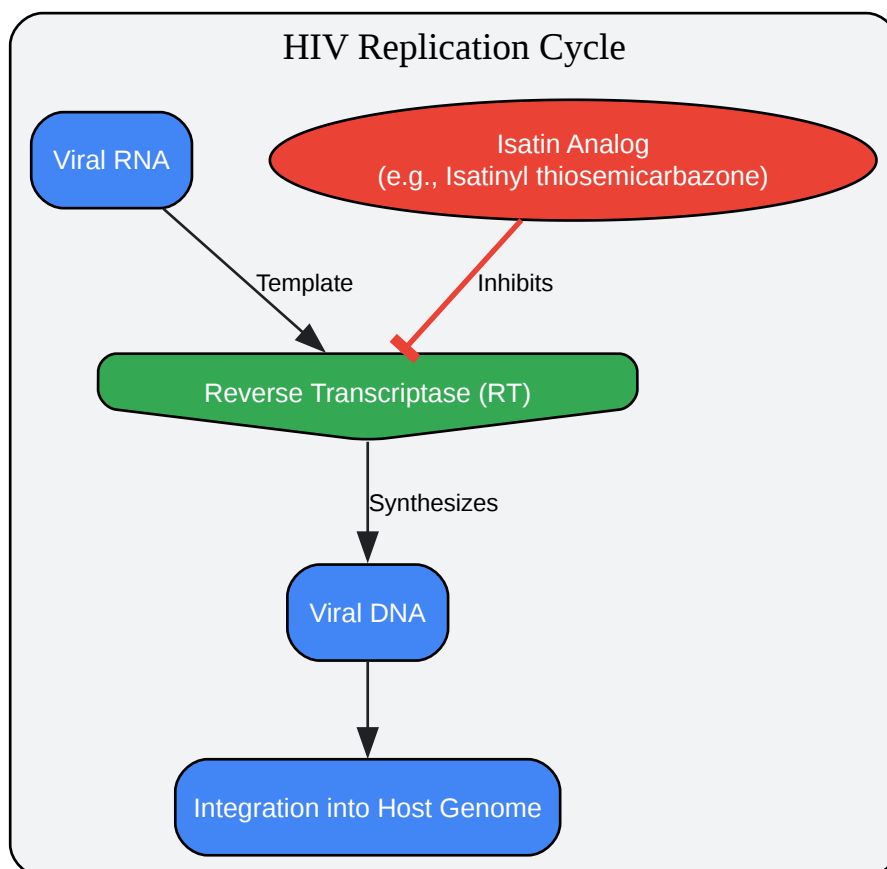 HIV Replication Cycle
Viral RNA
Isatin Analog
(e.g., Isatinyl thiosemicarbazone)
Template
Inhibits
Reverse Transcriptase (RT)
Synthesizes
Viral DNA
Integration into Host Genome